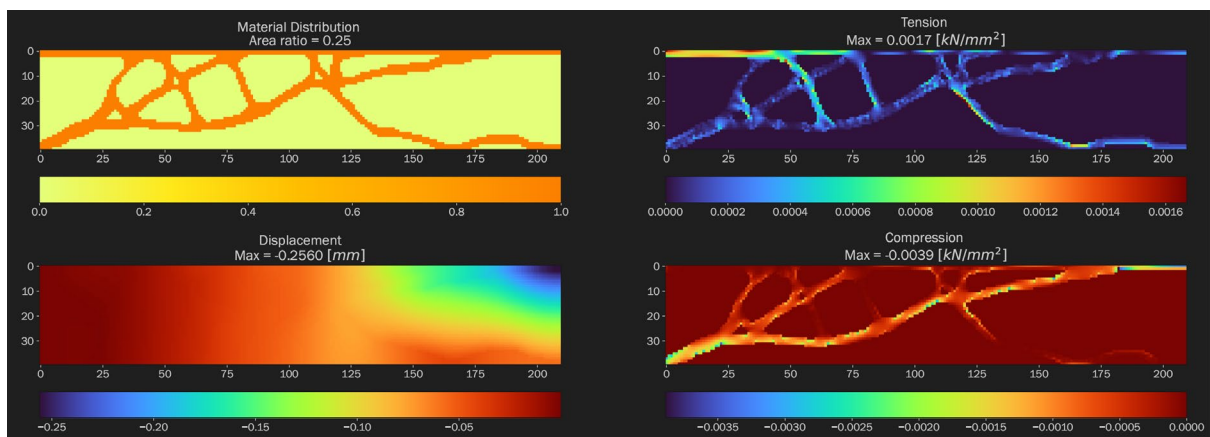 Material Distribution
Area ratio = 0.25
0
10
20
30
0 25 50 75 100 125 150 175 200
0.0 0.2 0.4 0.6 0.8 1.0
Tension
Max = 0.0017 [kN/mm²]
0
10
20
30
0 25 50 75 100 125 150 175 200
0.0000 0.0002 0.0004 0.0006 0.0008 0.0010 0.0012 0.0014 0.0016
Displacement
Max = -0.2560 [mm]
0
10
20
30
0 25 50 75 100 125 150 175 200
−0.25 −0.20 −0.15 −0.10 −0.05
Compression
Max = -0.0039 [kN/mm²]
0
10
20
30
0 25 50 75 100 125 150 175 200
−0.0035 −0.0030 −0.0025 −0.0020 −0.0015 −0.0010 −0.0005 0.0000